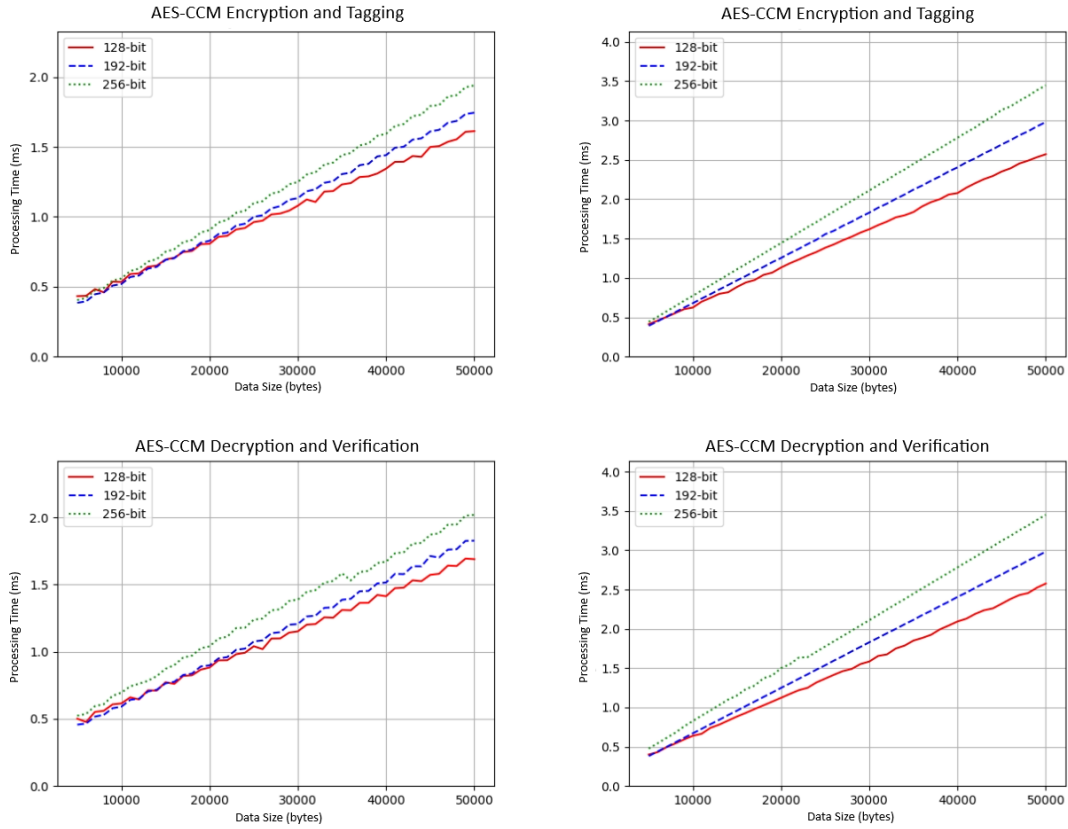 AES-CCM Encryption and Tagging
128-bit
192-bit
256-bit
2.0
1.5
1.0
0.5
0.0
Processing Time (ms)
10000 20000 30000 40000 50000
Data Size (bytes)
AES-CCM Encryption and Tagging
128-bit
192-bit
256-bit
4.0
3.5
3.0
2.5
2.0
1.5
1.0
0.5
0.0
Processing Time (ms)
10000 20000 30000 40000 50000
Data Size (bytes)
AES-CCM Decryption and Verification
128-bit
192-bit
256-bit
2.0
1.5
1.0
0.5
0.0
Processing Time (ms)
10000 20000 30000 40000 50000
Data Size (bytes)
AES-CCM Decryption and Verification
128-bit
192-bit
256-bit
4.0
3.5
3.0
2.5
2.0
1.5
1.0
0.5
0.0
Processing Time (ms)
10000 20000 30000 40000 50000
Data Size (bytes)